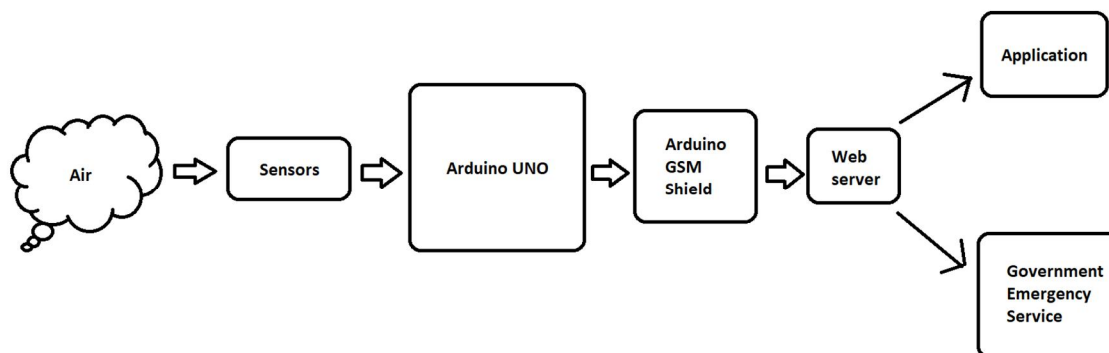 Air
Sensors
Arduino UNO
Arduino
GSM
Shield
Web
server
Application
Government
Emergency
Service